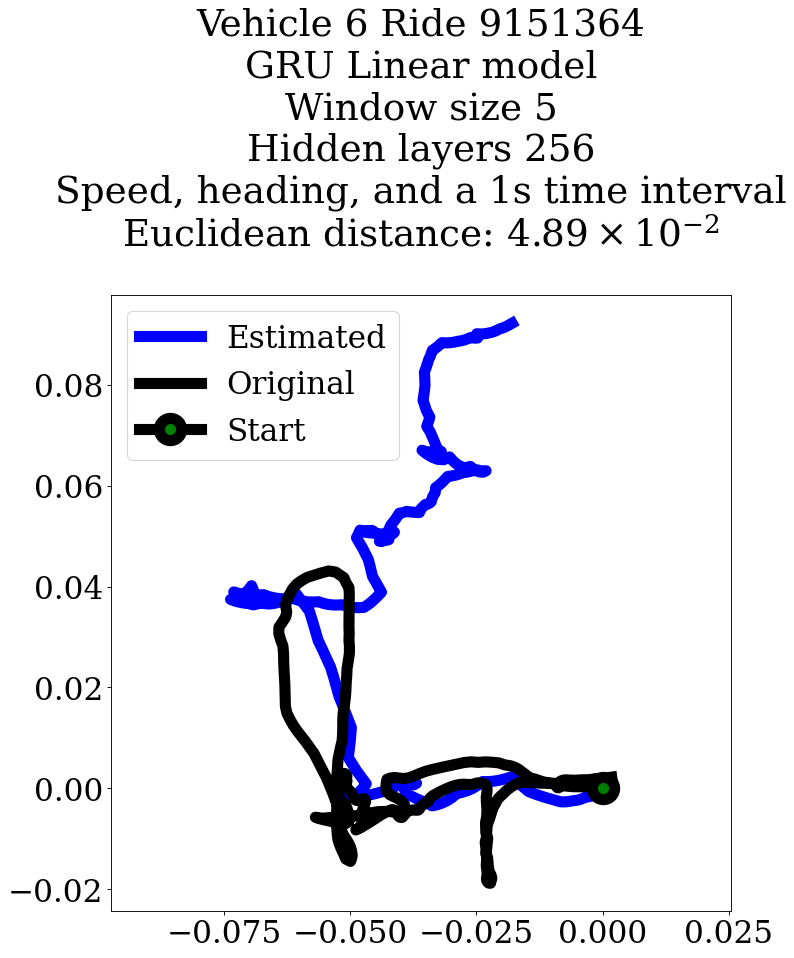 Vehicle 6 Ride 9151364
GRU Linear model
Window size 5
Hidden layers 256
Speed, heading, and a 1s time interval
Euclidean distance: 4.89 × 10⁻²
Estimated
Original
Start
0.08
0.06
0.04
0.02
0.00
−0.02
−0.075 −0.050 −0.025 0.000 0.025